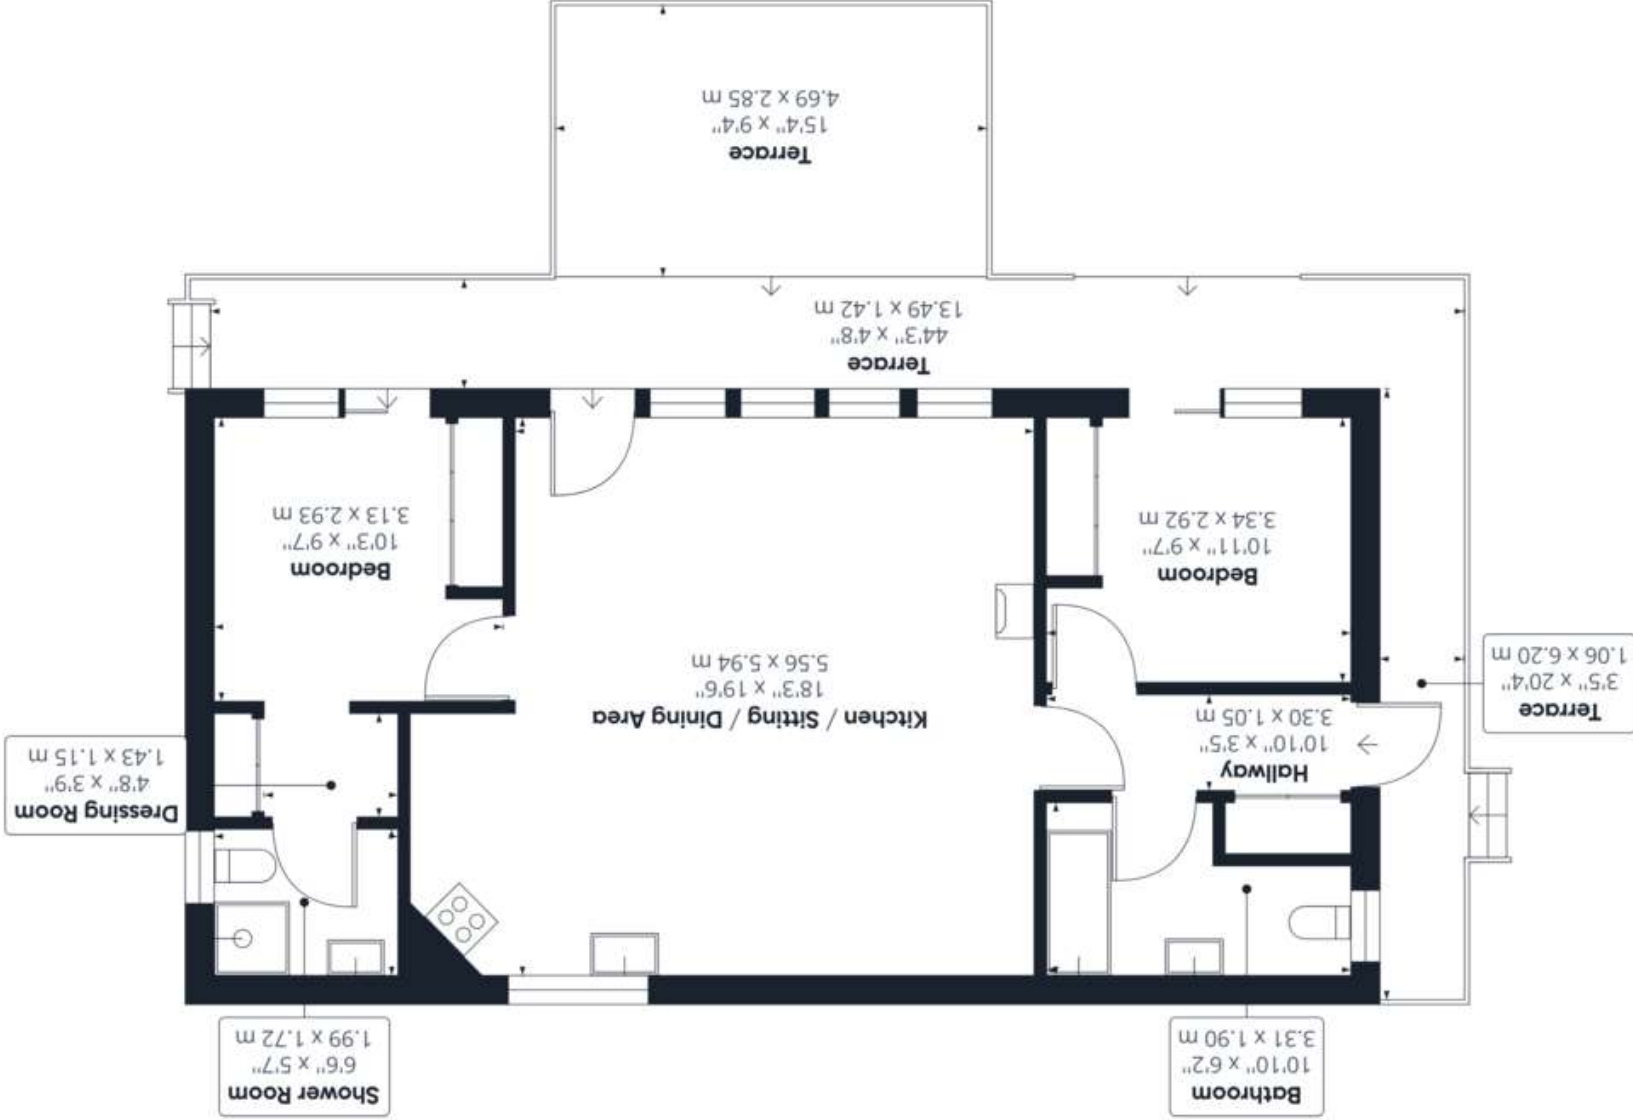 Bathroom
10'10" x 6'2"
3.31 x 1.90 m
Shower Room
6'6" x 5'7"
1.99 x 1.72 m
Dressing Room
4'8" x 3'9"
1.43 x 1.15 m
Hallway
10'10" x 3'5"
3.30 x 1.05 m
Terrace
3'5" x 20'4"
1.06 x 6.20 m
Kitchen / Sitting / Dining Area
18'3" x 19'6"
5.56 x 5.94 m
Bedroom
10'11" x 9'7"
3.34 x 2.92 m
Bedroom
10'3" x 9'7"
3.13 x 2.93 m
Terrace
44'3" x 4'8"
13.49 x 1.42 m
Terrace
15'4" x 9'4"
4.69 x 2.85 m